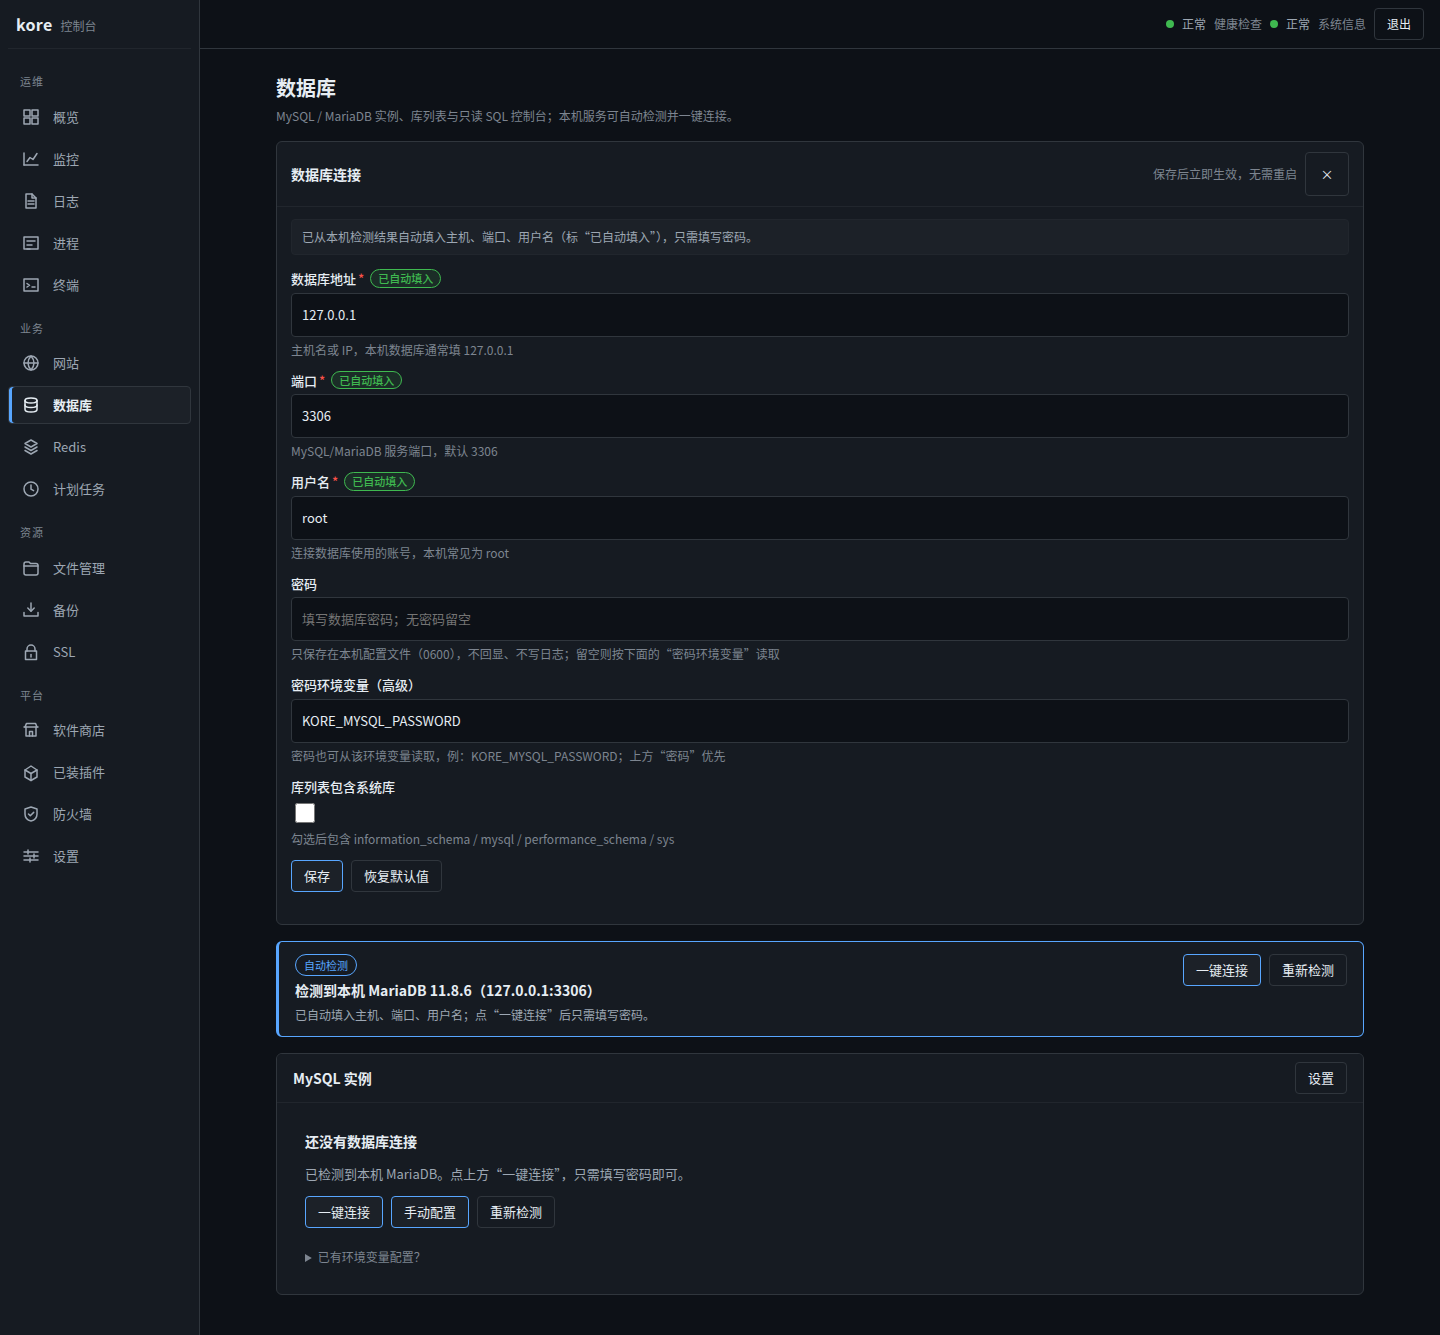 kore 控制台
正常 健康检查 正常 系统信息 退出
运维
概览
监控
日志
进程
终端
业务
网站
数据库
Redis
计划任务
资源
文件管理
备份
SSL
平台
软件商店
已装插件
防火墙
设置
数据库
MySQL / MariaDB 实例、库列表与只读 SQL 控制台；本机服务可自动检测并一键连接。
数据库连接
保存后立即生效，无需重启 ×
已从本机检测结果自动填入主机、端口、用户名（标“已自动填入”），只需填写密码。
数据库地址 * 已自动填入
127.0.0.1
主机名或 IP，本机数据库通常填 127.0.0.1
端口 * 已自动填入
3306
MySQL/MariaDB 服务端口，默认 3306
用户名 * 已自动填入
root
连接数据库使用的账号，本机常见为 root
密码
填写数据库密码；无密码留空
只保存在本机配置文件（0600），不回显、不写日志；留空则按下面的“密码环境变量”读取
密码环境变量（高级）
KORE_MYSQL_PASSWORD
密码也可从该环境变量读取，例：KORE_MYSQL_PASSWORD；上方“密码”优先
库列表包含系统库
勾选后包含 information_schema / mysql / performance_schema / sys
保存 恢复默认值
自动检测
检测到本机 MariaDB 11.8.6（127.0.0.1:3306）
已自动填入主机、端口、用户名；点“一键连接”后只需填写密码。
一键连接 重新检测
MySQL 实例
设置
还没有数据库连接
已检测到本机 MariaDB。点上方“一键连接”，只需填写密码即可。
一键连接 手动配置 重新检测
▶ 已有环境变量配置？